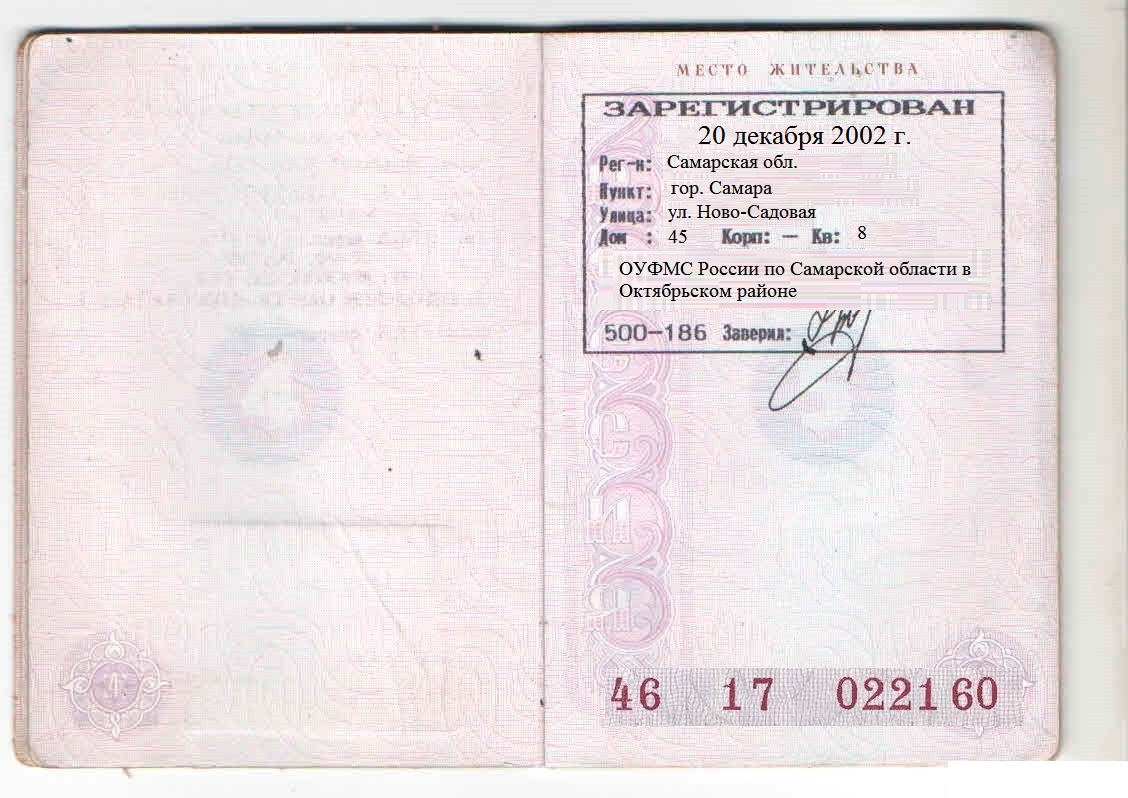 МЕСТО ЖИТЕЛЬСТВА
ЗАРЕГИСТРИРОВАН
20 декабря 2002 г.
Рег-н: Самарская обл.
Пункт: гор. Самара
Улица: ул. Ново-Садовая
Дом : 45 Корп: — Кв: 8
ОУФМС России по Самарской области в
Октябрьском районе
500-186 Заверил:
46 17 022160